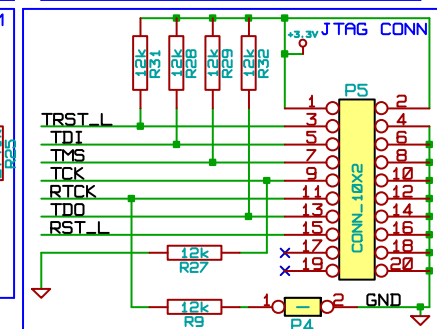 JTAG CONN
+3.3V
12k R31
12k R28
12k R29
12k R32
P5
TRST_L
TDI
TMS
TCK
RTCK
TDO
RST_L
1 2
3 4
5 6
7 8
9 10
11 12
13 14
15 16
17 18
19 20
CONN_10X2
R25
12k
R27
12k
R9
1 2
P4
GND